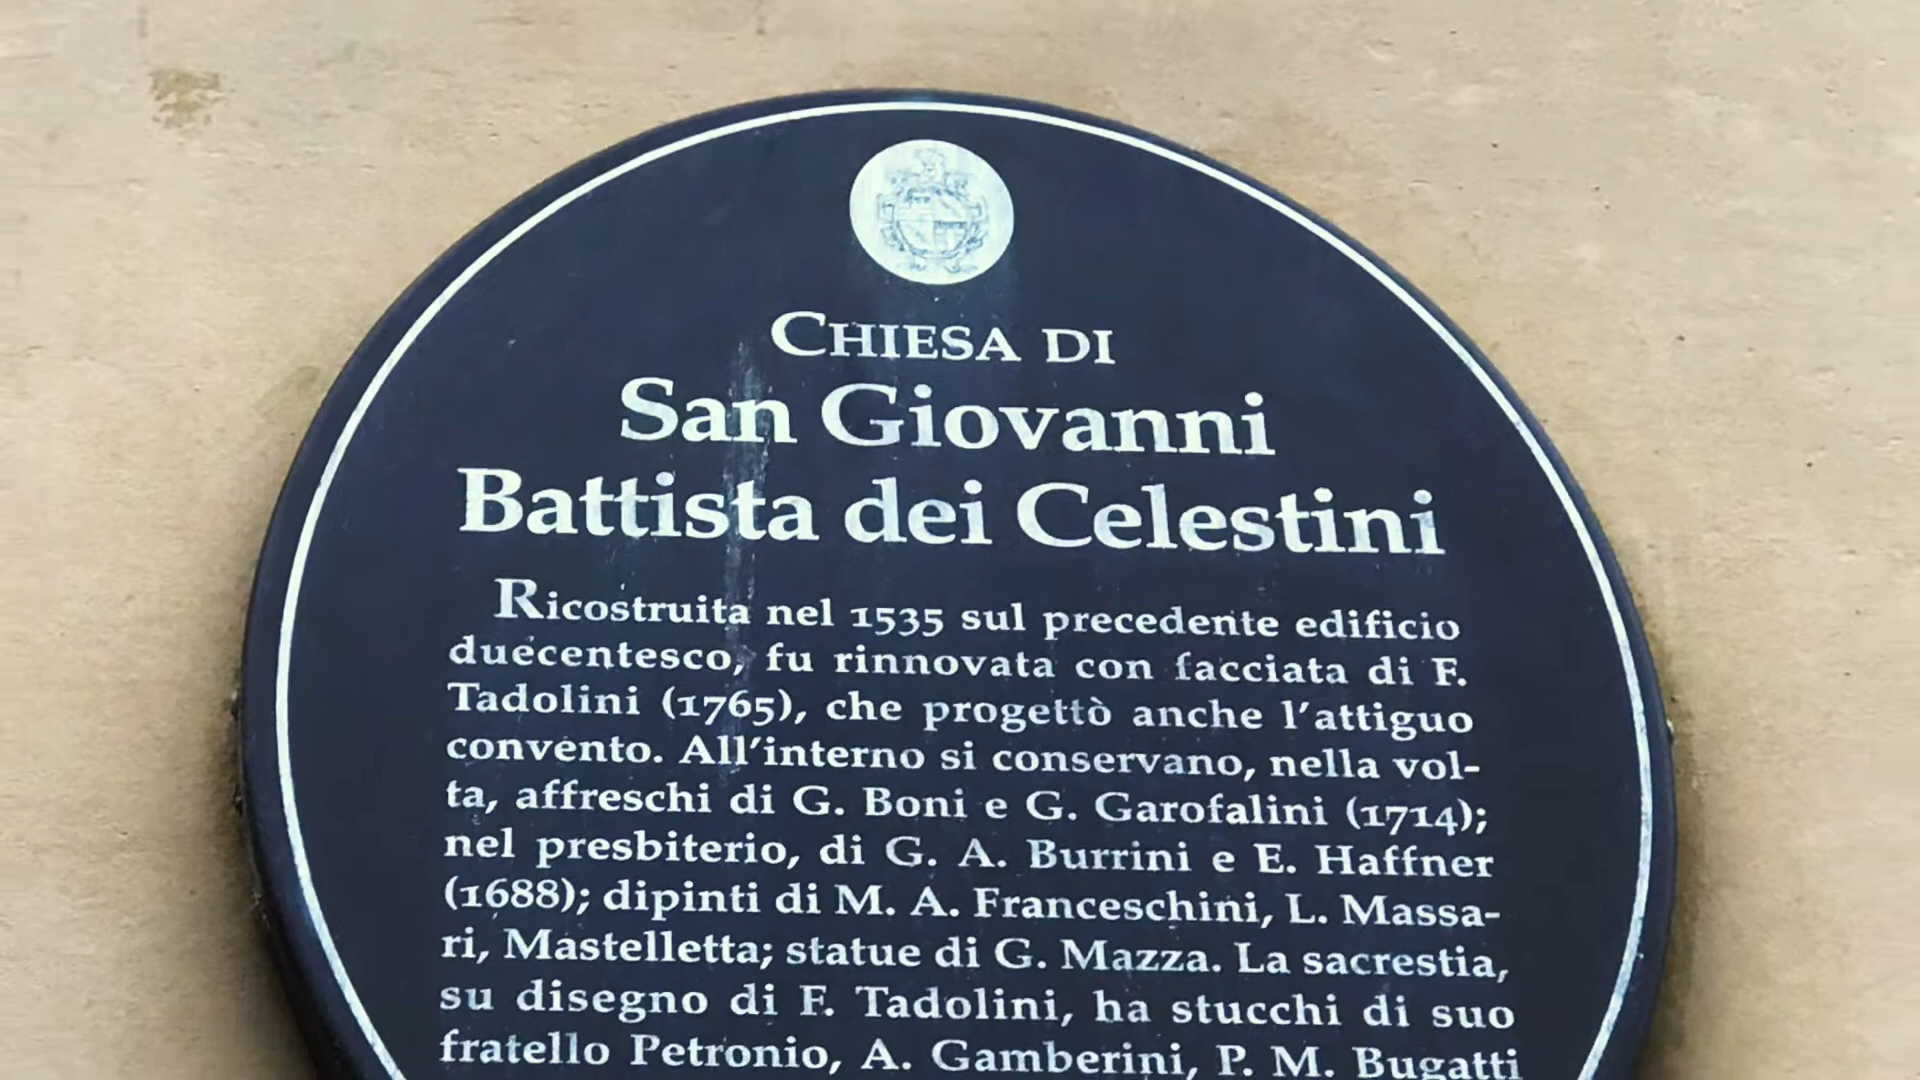 CHIESA DI
San Giovanni
Battista dei Celestini
Ricostruita nel 1535 sul precedente edificio
duecentesco, fu rinnovata con facciata di F.
Tadolini (1765), che progettò anche l'attiguo
convento. All'interno si conservano, nella vol-
ta, affreschi di G. Boni e G. Garofalini (1714);
nel presbiterio, di G. A. Burrini e E. Haffner
(1688); dipinti di M. A. Franceschini, L. Massa-
ri, Mastelletta; statue di G. Mazza. La sacrestia,
su disegno di F. Tadolini, ha stucchi di suo
fratello Petronio, A. Gamberini, P. M. Bugatti